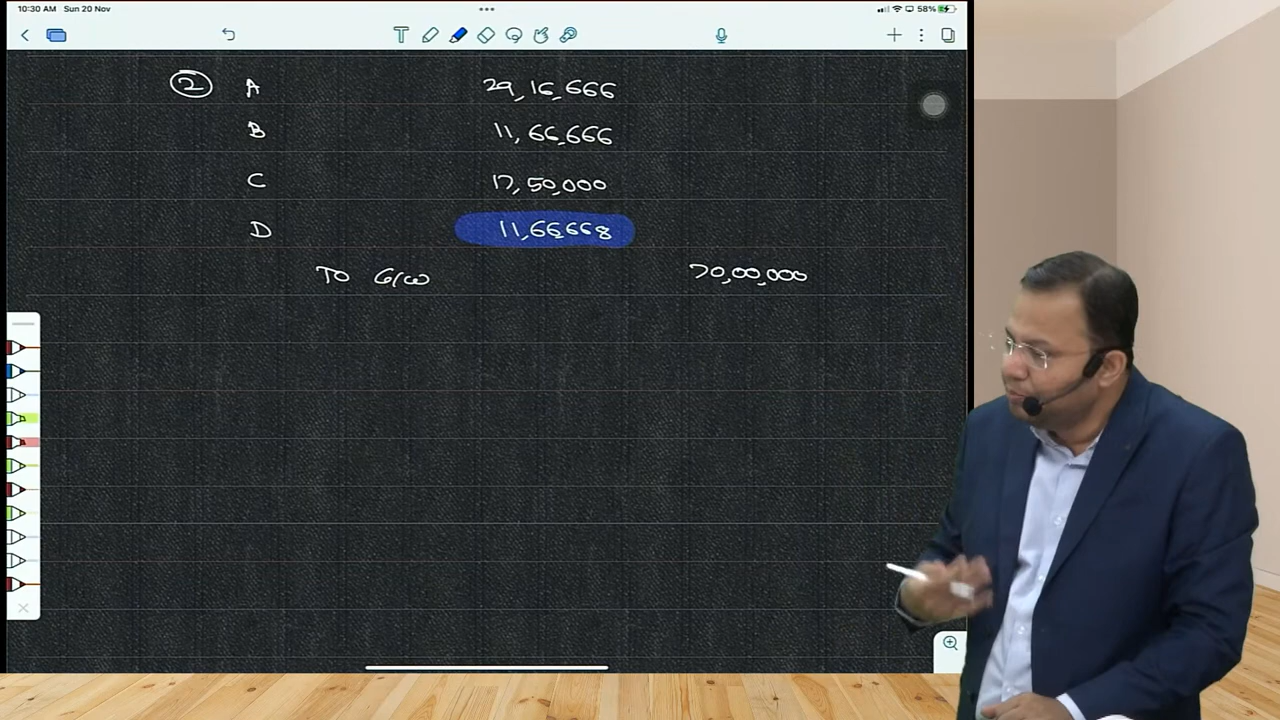 10:30 AM Sun 20 Nov 58%
② A 29,16,666
B 11,66,666
C 17,50,000
D 11,66,668
TO G/W 70,00,000